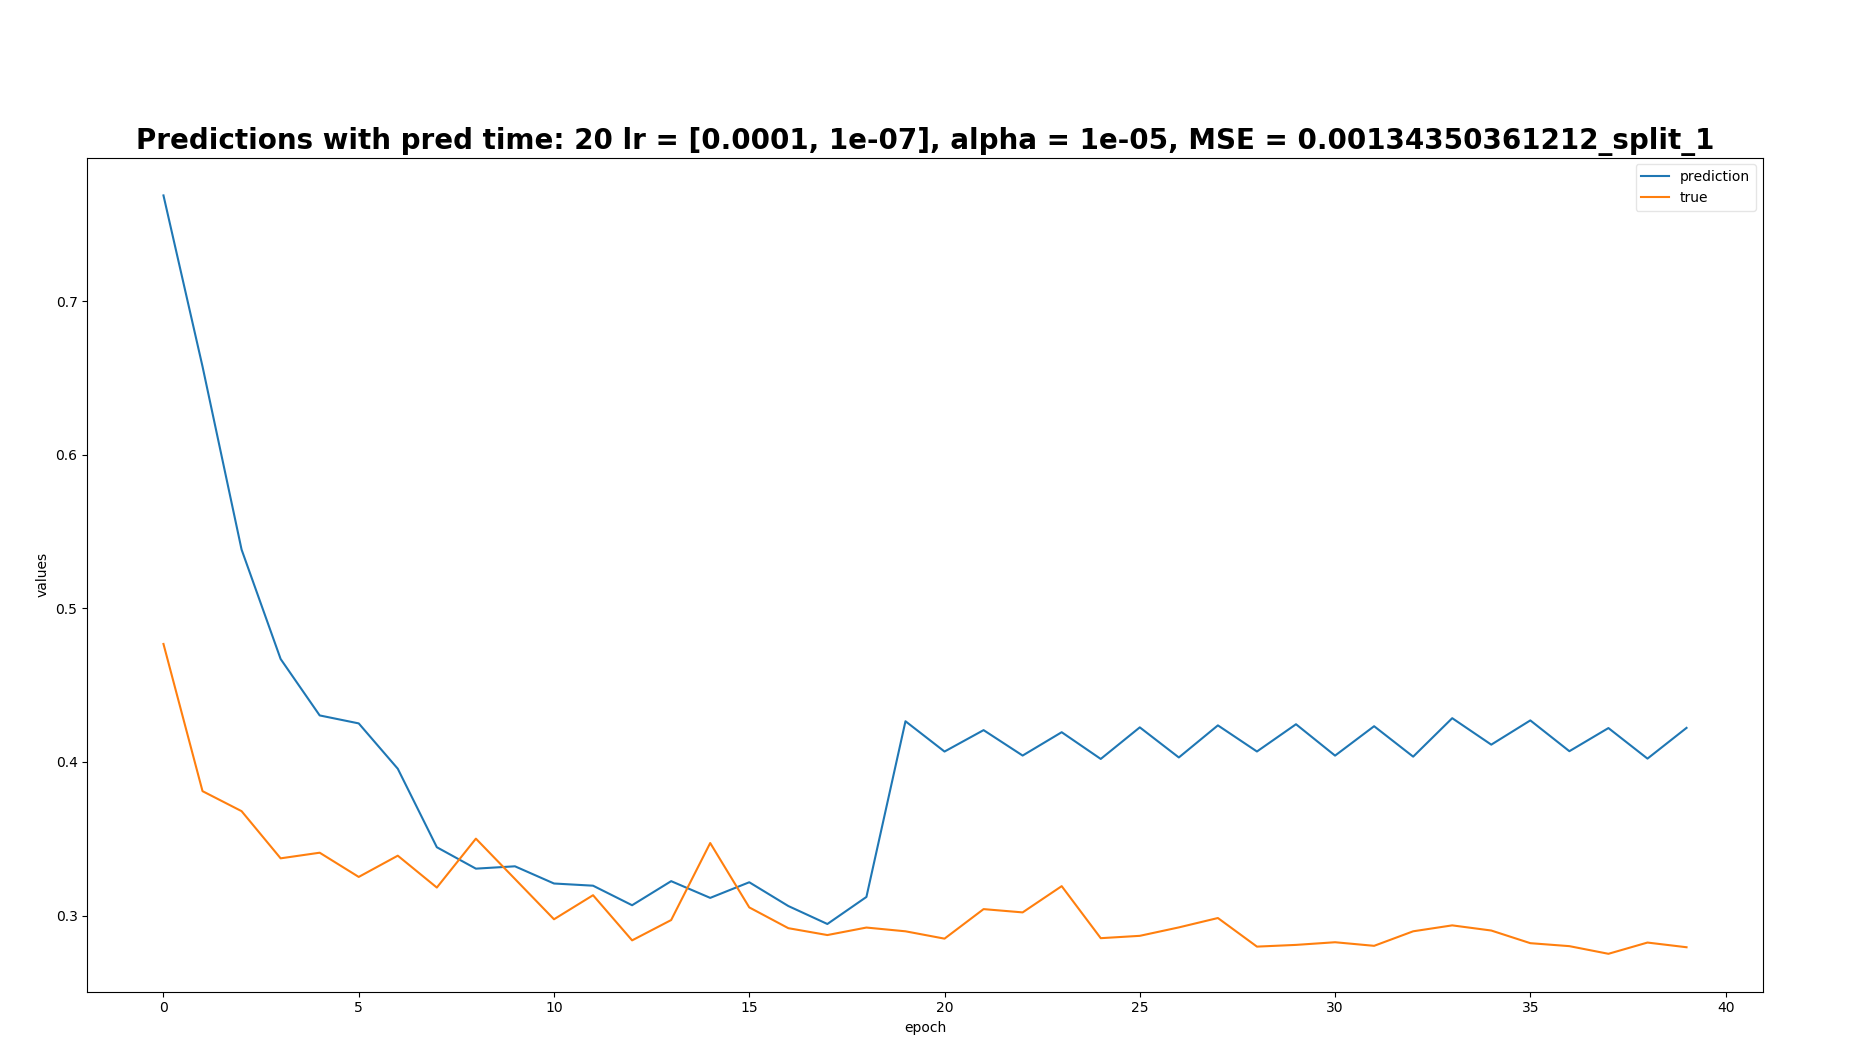 Predictions with pred time: 20 lr = [0.0001, 1e-07], alpha = 1e-05, MSE = 0.00134350361212_split_1
prediction
true
0.7
0.6
0.5
0.4
0.3
values
0 5 10 15 20 25 30 35 40
epoch